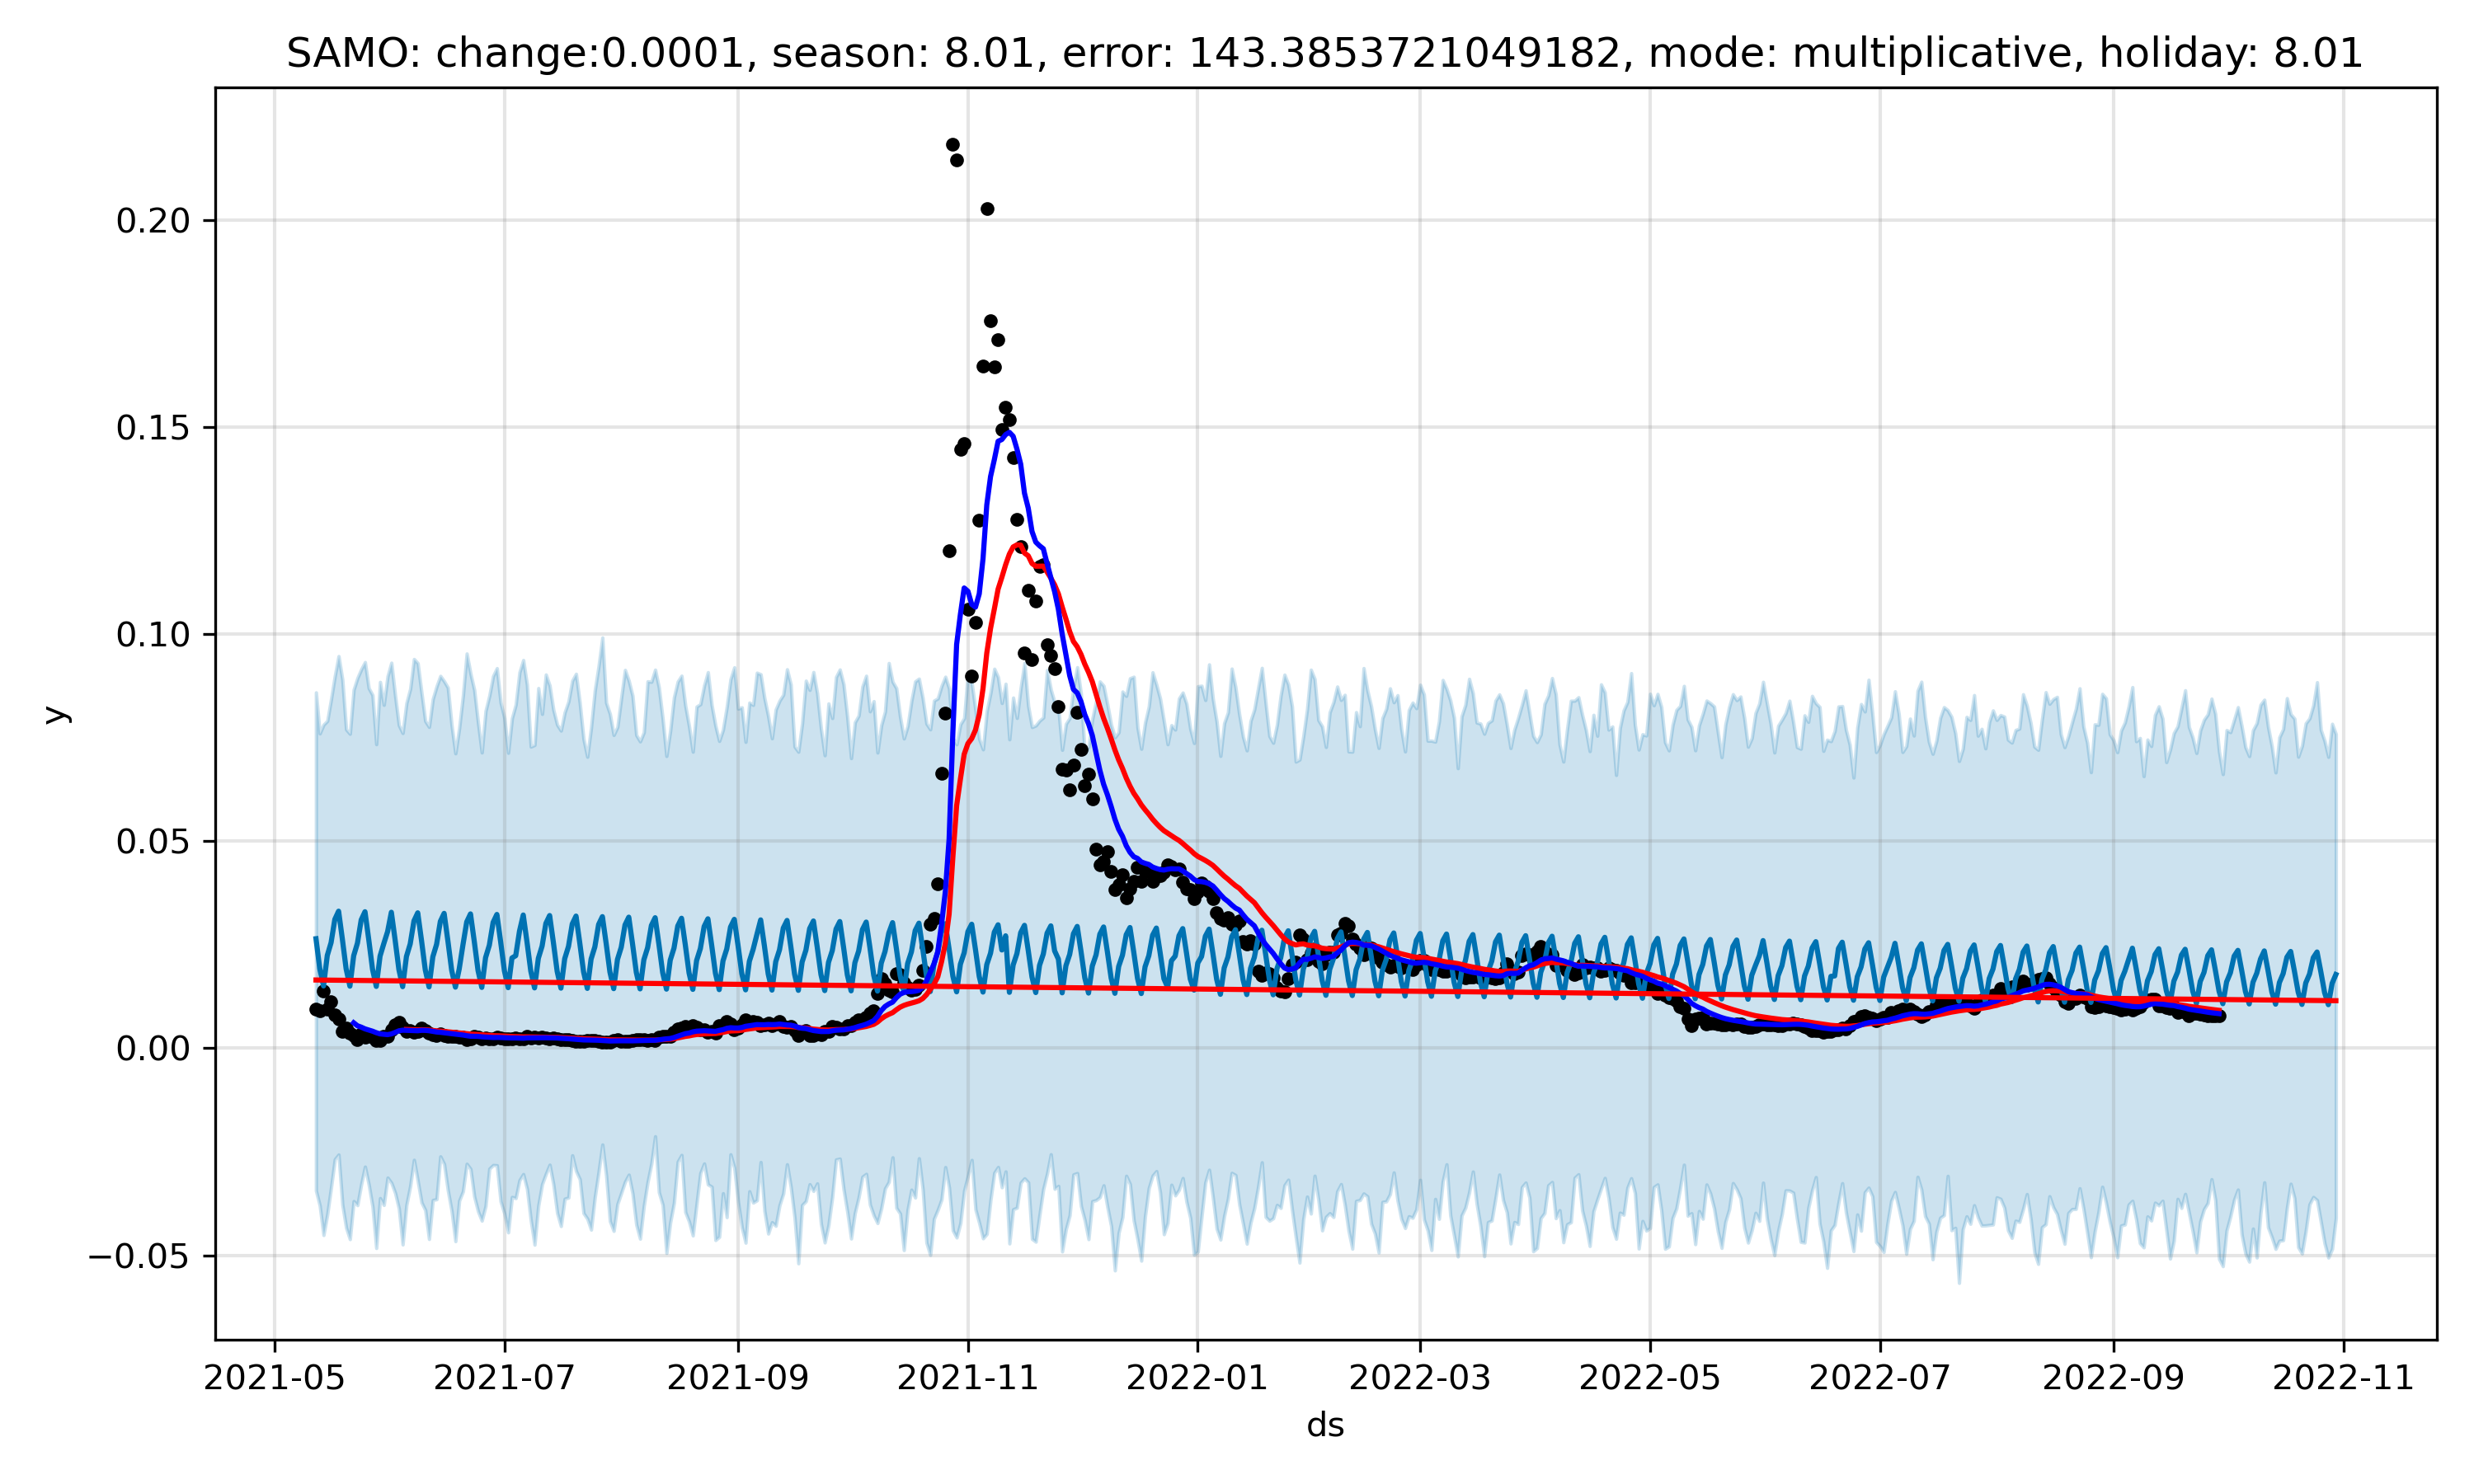 SAMO: change:0.0001, season: 8.01, error: 143.3853721049182, mode: multiplicative, holiday: 8.01
y
0.20
0.15
0.10
0.05
0.00
−0.05
2021-05 2021-07 2021-09 2021-11 2022-01 2022-03 2022-05 2022-07 2022-09 2022-11
ds